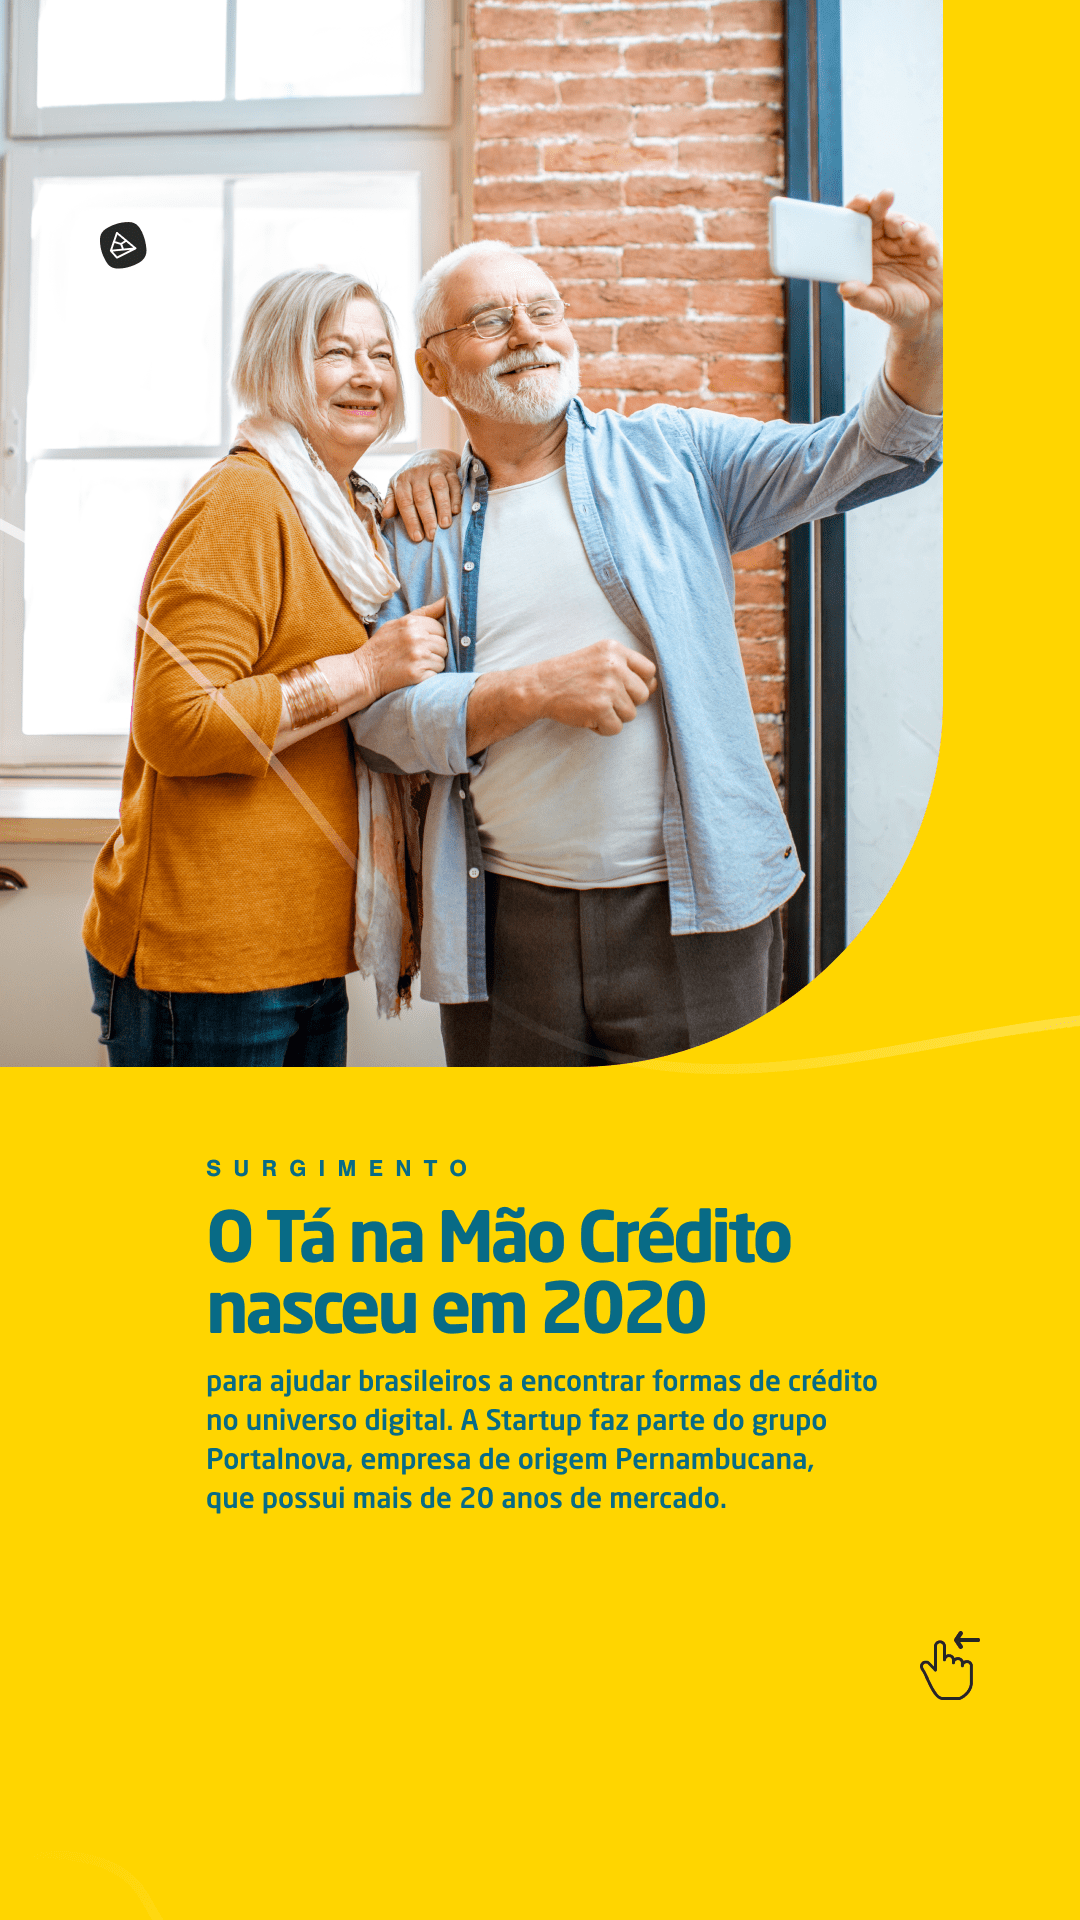 SURGIMENTO
O Tá na Mão Crédito
nasceu em 2020
para ajudar brasileiros a encontrar formas de crédito
no universo digital. A Startup faz parte do grupo
Portalnova, empresa de origem Pernambucana,
que possui mais de 20 anos de mercado.